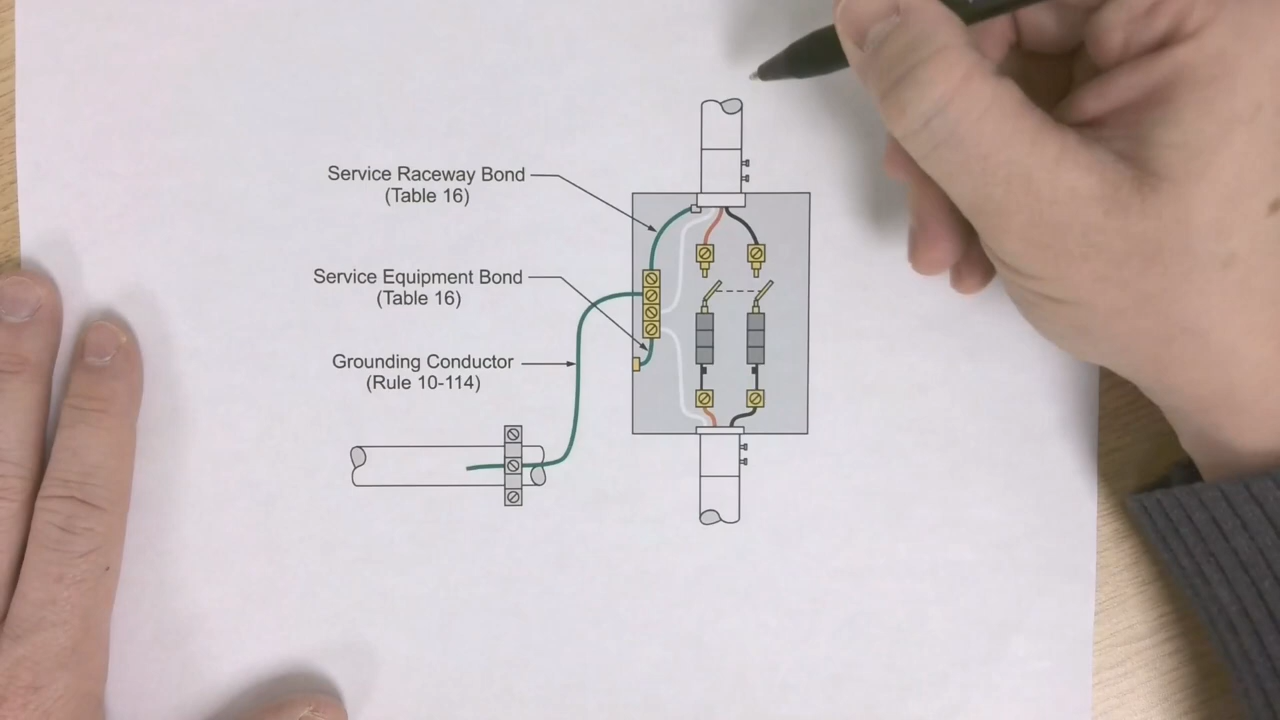 Service Raceway Bond
(Table 16)
Service Equipment Bond
(Table 16)
Grounding Conductor
(Rule 10-114)